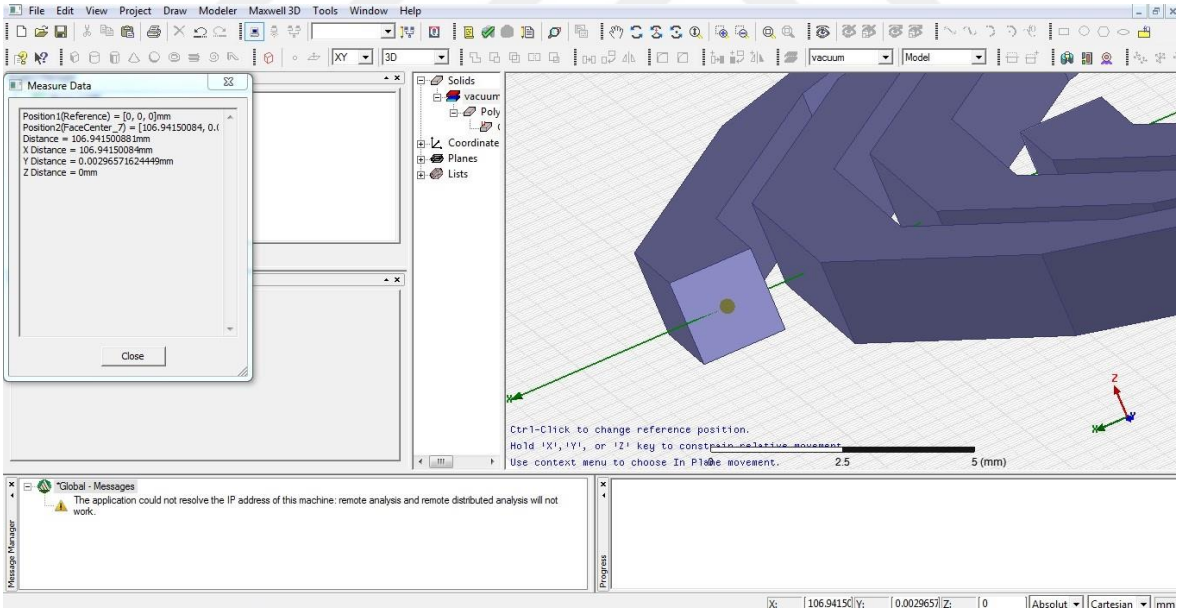 File Edit View Project Draw Modeler Maxwell 3D Tools Window Help
XY
3D
vacuum
Model
Measure Data
Position1(Reference) = [0, 0, 0]mm
Position2(FaceCenter_7) = [106.94150084, 0.0
Distance = 106.941500881mm
X Distance = 106.94150084mm
Y Distance = 0.00296571624449mm
Z Distance = 0mm
Close
Solids
vacuum
Poly
Coordinate
Planes
Lists
Z
Y
X
X
Ctrl-Click to change reference position.
Hold 'X','Y', or 'Z' key to constrain relative movement
Use context menu to choose In Plane movement.
0
2.5
5 (mm)
Message Manager
*Global - Messages
The application could not resolve the IP address of this machine: remote analysis and remote distributed analysis will not
work.
Progress
X: 106.9415( Y: 0.0029657 Z: 0 Absolut Cartesian mm